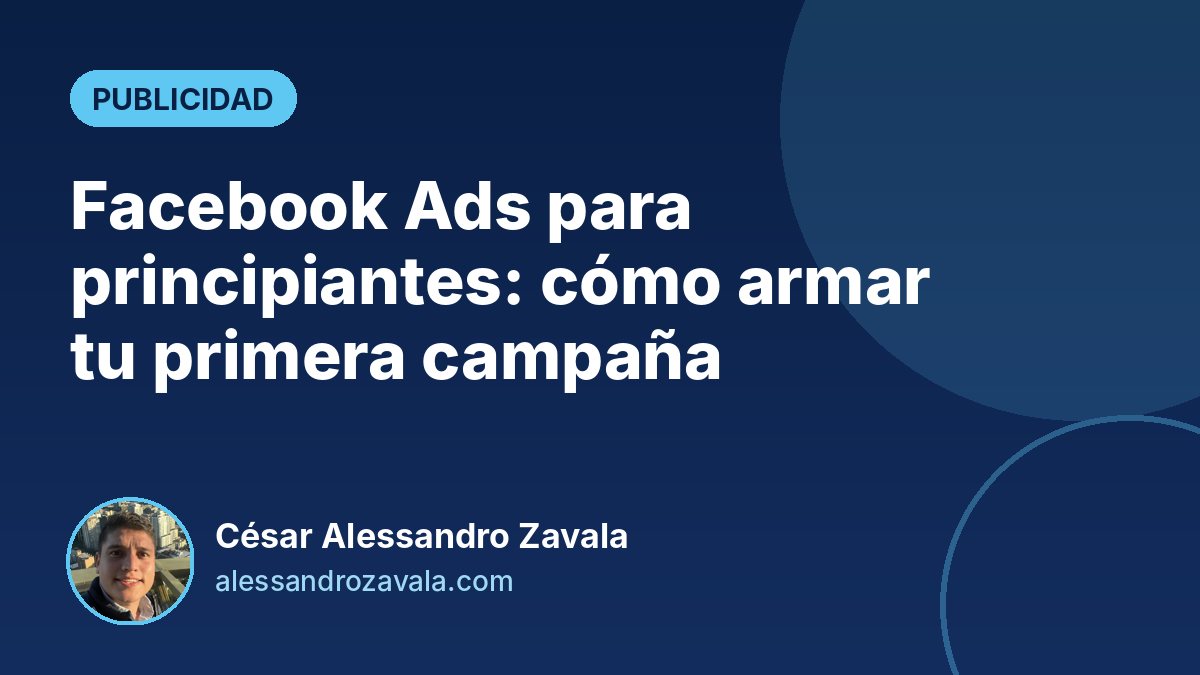 PUBLICIDAD
Facebook Ads para
principiantes: cómo armar
tu primera campaña
César Alessandro Zavala
alessandrozavala.com